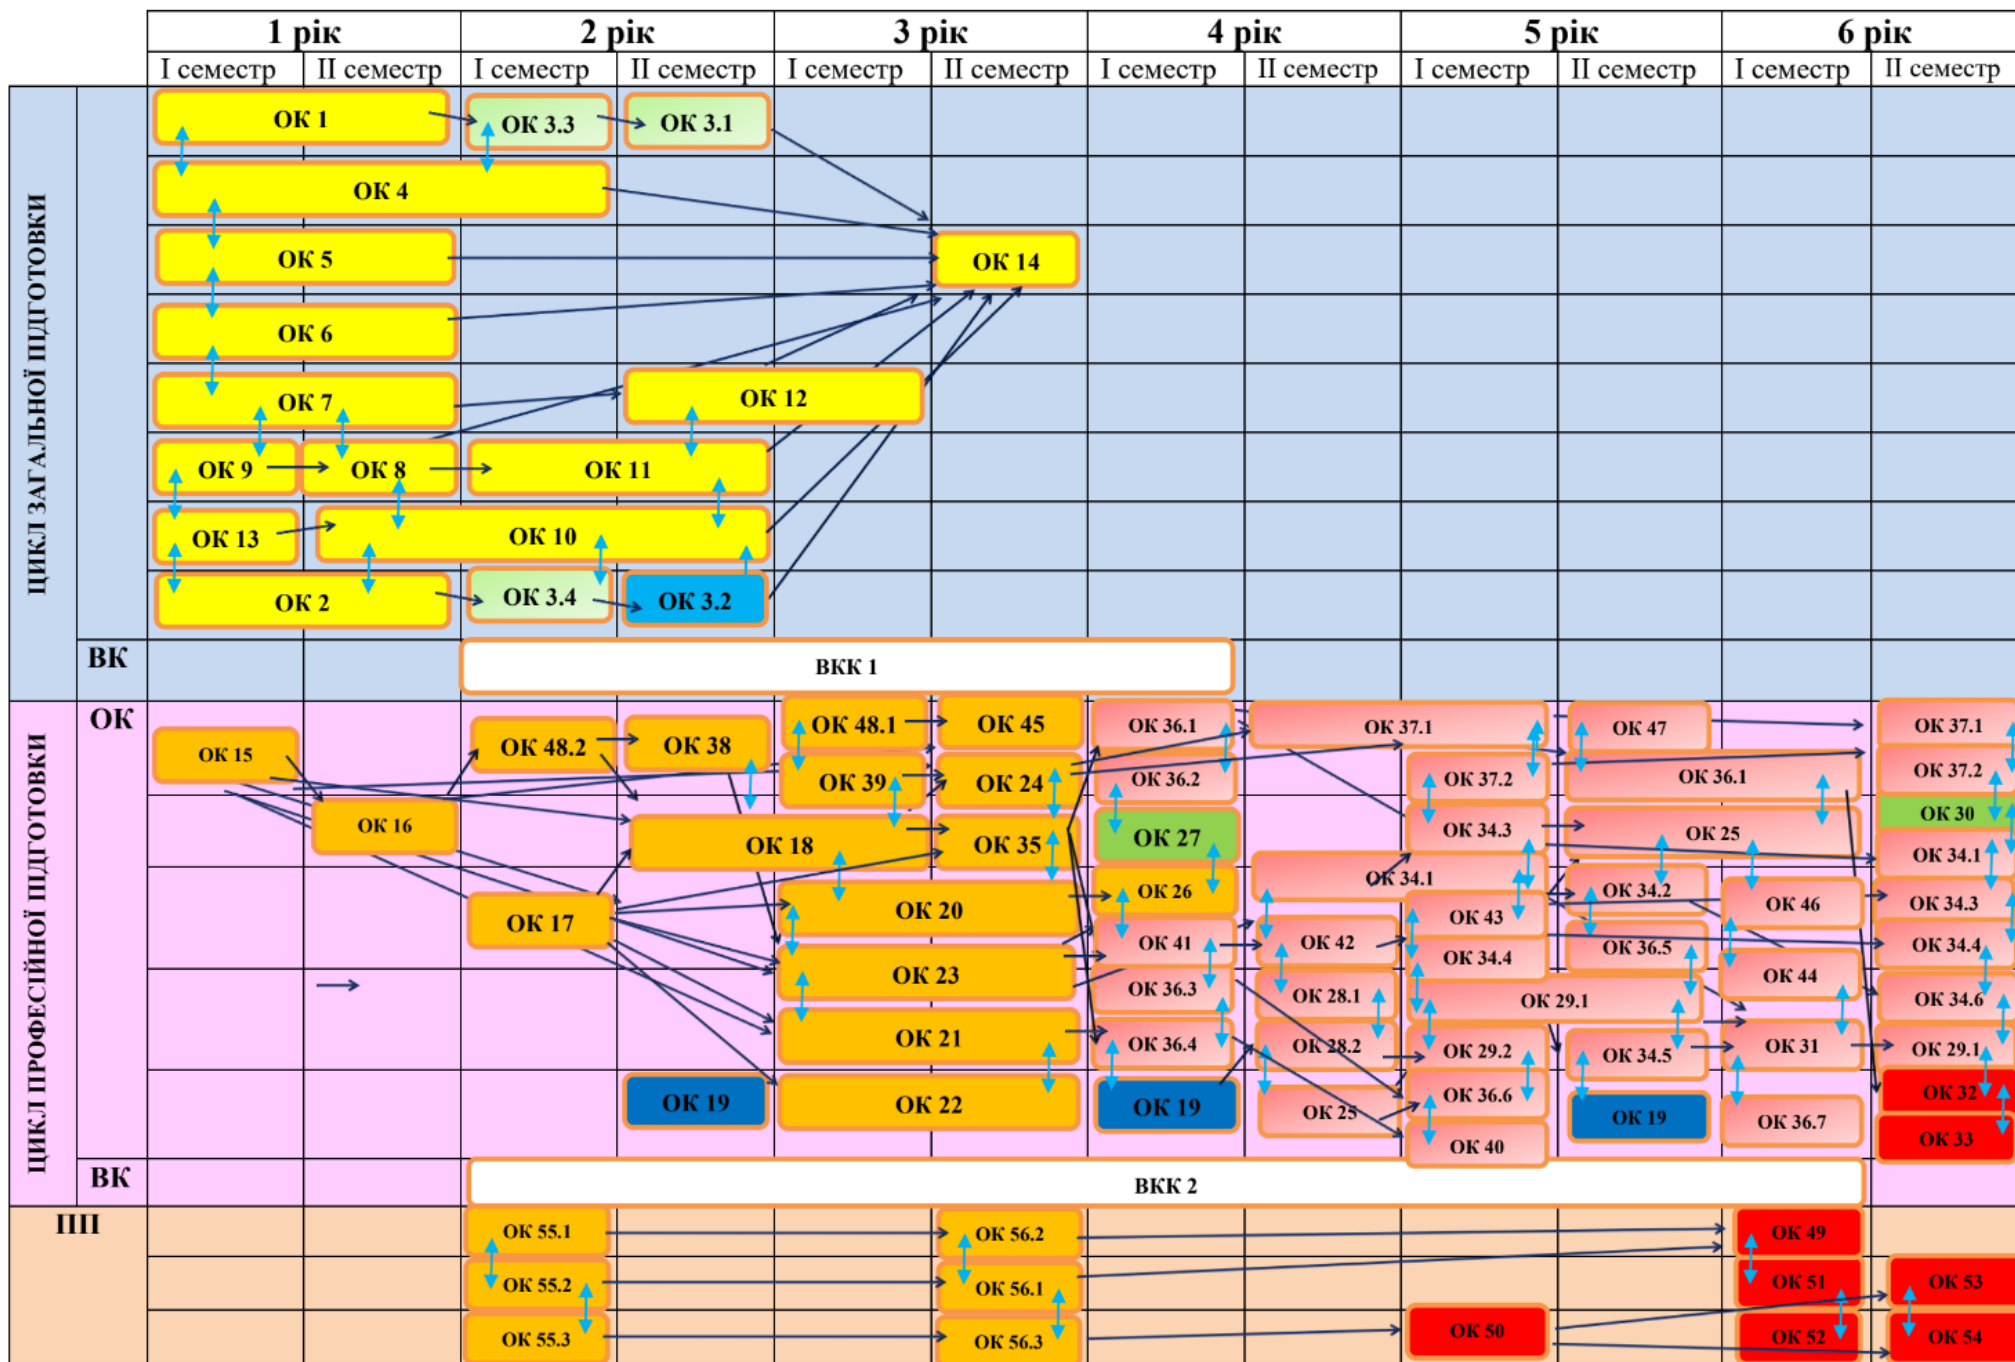 1 рік 2 рік 3 рік 4 рік 5 рік 6 рік
І семестр ІІ семестр І семестр ІІ семестр І семестр ІІ семестр І семестр ІІ семестр І семестр ІІ семестр І семестр ІІ семестр
ЦИКЛ ЗАГАЛЬНОЇ ПІДГОТОВКИ
ОК 1 ОК 3.3 ОК 3.1
ОК 4
ОК 5 ОК 14
ОК 6
ОК 7 ОК 12
ОК 9 ОК 8 ОК 11
ОК 13 ОК 10
ОК 2 ОК 3.4 ОК 3.2
ВК ВКК 1
ЦИКЛ ПРОФЕСІЙНОЇ ПІДГОТОВКИ
ОК ОК 48.1 ОК 45 ОК 36.1 ОК 37.1 ОК 47 ОК 37.1
ОК 15 ОК 48.2 ОК 38
ОК 39 ОК 24 ОК 36.2 ОК 37.2 ОК 36.1 ОК 37.2
ОК 16 ОК 18 ОК 35 ОК 27 ОК 34.3 ОК 25 ОК 30
ОК 34.1
ОК 17 ОК 20 ОК 26 ОК 34.1 ОК 43 ОК 34.2 ОК 46 ОК 34.3
ОК 23 ОК 41 ОК 42 ОК 34.4 ОК 36.5 ОК 44 ОК 34.4
ОК 36.3 ОК 28.1 ОК 29.1 ОК 34.6
ОК 21 ОК 36.4 ОК 28.2 ОК 29.2 ОК 34.5 ОК 31 ОК 29.1
ОК 19 ОК 22 ОК 19 ОК 25 ОК 36.6 ОК 19 ОК 36.7 ОК 32
ОК 40 ОК 33
ВК ВКК 2
ПП ОК 55.1 ОК 56.2 ОК 49
ОК 55.2 ОК 56.1 ОК 51 ОК 53
ОК 55.3 ОК 56.3 ОК 50 ОК 52 ОК 54